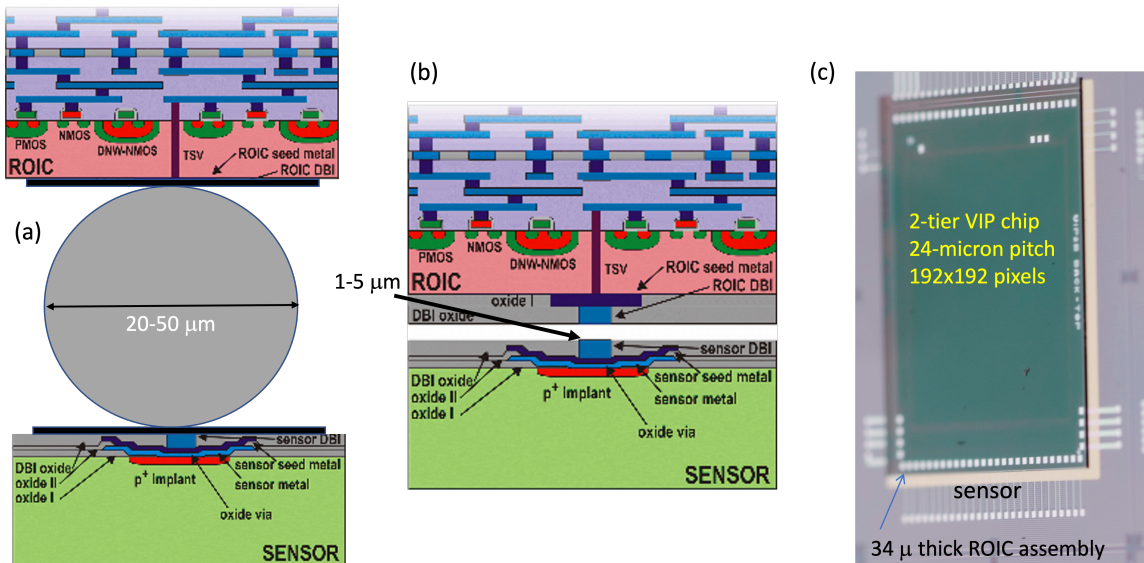 (a)
PMOS
NMOS
DNW-NMOS
TSV
ROIC seed metal
ROIC DBI
ROIC
20-50 μm
sensor DBI
DBI oxide
oxide II
oxide I
p+ Implant
sensor seed metal
sensor metal
oxide via
SENSOR
(b)
PMOS
NMOS
DNW-NMOS
TSV
ROIC
ROIC seed metal
ROIC DBI
1-5 μm
oxide I
DBI oxide
sensor DBI
DBI oxide
oxide II
oxide I
p+ Implant
sensor seed metal
sensor metal
oxide via
SENSOR
(c)
2-tier VIP chip
24-micron pitch
192x192 pixels
sensor
34 μ thick ROIC assembly